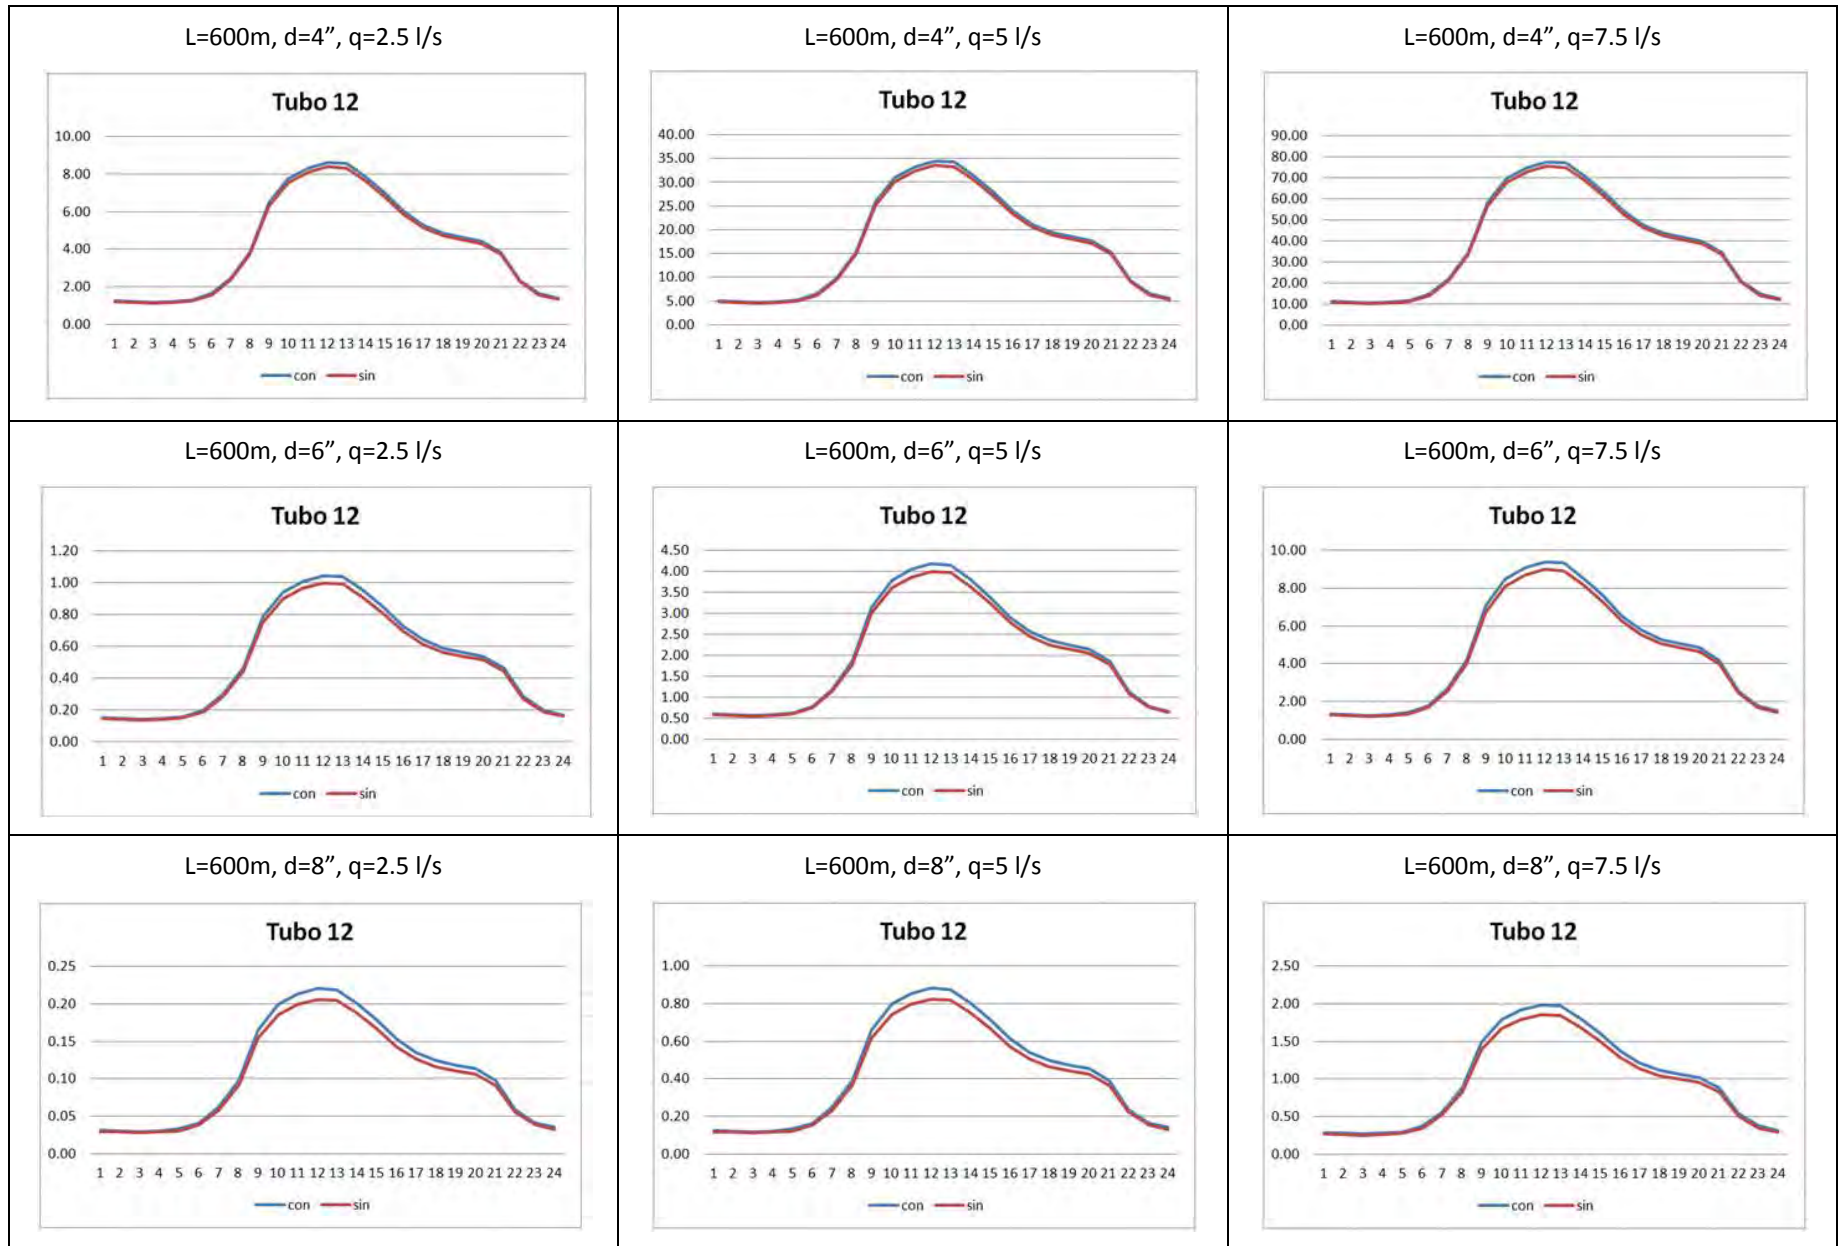 L=600m, d=4”, q=2.5 l/s
Tubo 12
10.00
8.00
6.00
4.00
2.00
0.00
1 2 3 4 5 6 7 8 9 10 11 12 13 14 15 16 17 18 19 20 21 22 23 24
con sin
L=600m, d=4”, q=5 l/s
Tubo 12
40.00
35.00
30.00
25.00
20.00
15.00
10.00
5.00
0.00
1 2 3 4 5 6 7 8 9 10 11 12 13 14 15 16 17 18 19 20 21 22 23 24
con sin
L=600m, d=4”, q=7.5 l/s
Tubo 12
90.00
80.00
70.00
60.00
50.00
40.00
30.00
20.00
10.00
0.00
1 2 3 4 5 6 7 8 9 10 11 12 13 14 15 16 17 18 19 20 21 22 23 24
con sin
L=600m, d=6”, q=2.5 l/s
Tubo 12
1.20
1.00
0.80
0.60
0.40
0.20
0.00
1 2 3 4 5 6 7 8 9 10 11 12 13 14 15 16 17 18 19 20 21 22 23 24
con sin
L=600m, d=6”, q=5 l/s
Tubo 12
4.50
4.00
3.50
3.00
2.50
2.00
1.50
1.00
0.50
0.00
1 2 3 4 5 6 7 8 9 10 11 12 13 14 15 16 17 18 19 20 21 22 23 24
con sin
L=600m, d=6”, q=7.5 l/s
Tubo 12
10.00
8.00
6.00
4.00
2.00
0.00
1 2 3 4 5 6 7 8 9 10 11 12 13 14 15 16 17 18 19 20 21 22 23 24
con sin
L=600m, d=8”, q=2.5 l/s
Tubo 12
0.25
0.20
0.15
0.10
0.05
0.00
1 2 3 4 5 6 7 8 9 10 11 12 13 14 15 16 17 18 19 20 21 22 23 24
con sin
L=600m, d=8”, q=5 l/s
Tubo 12
1.00
0.80
0.60
0.40
0.20
0.00
1 2 3 4 5 6 7 8 9 10 11 12 13 14 15 16 17 18 19 20 21 22 23 24
con sin
L=600m, d=8”, q=7.5 l/s
Tubo 12
2.50
2.00
1.50
1.00
0.50
0.00
1 2 3 4 5 6 7 8 9 10 11 12 13 14 15 16 17 18 19 20 21 22 23 24
con sin